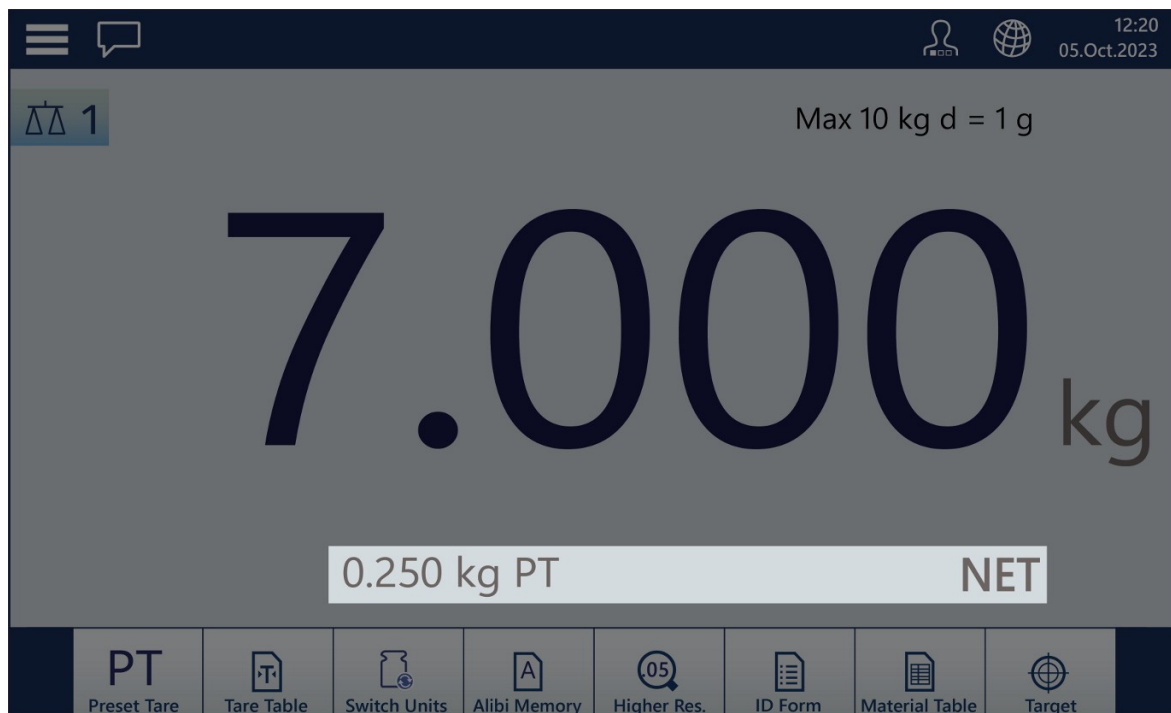 12:20
05.Oct.2023
1
Max 10 kg d = 1 g
7.000 kg
0.250 kg PT NET
PT
Preset Tare
T
Tare Table
Switch Units
A
Alibi Memory
.05
Higher Res.
ID Form
Material Table
Target